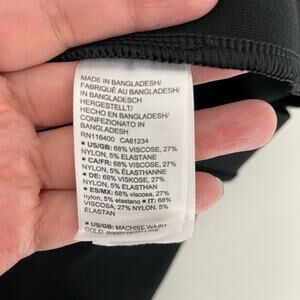 MADE IN BANGLADESH/
FABRIQUÉ AU BANGLADESH/
IN BANGLADESCH
HERGESTELLT/
HECHO EN BANGLADESH/
CONFEZIONATO IN
BANGLADESH
RN116400 CA61234
■ US/GB: 68% VISCOSE, 27%
NYLON, 5% ELASTANE
■ CA/FR: 68% VISCOSE, 27%
NYLON, 5% ÉLASTHANNE
■ DE: 68% VISKOSE, 27%
NYLON, 5% ELASTHAN
■ ES/MX: 68% viscosa, 27%
nylon, 5% elastano ■ IT: 68%
VISCOSA, 27% NYLON, 5%
ELASTAN
■ US/GB: MACHINE WASH
COLD,